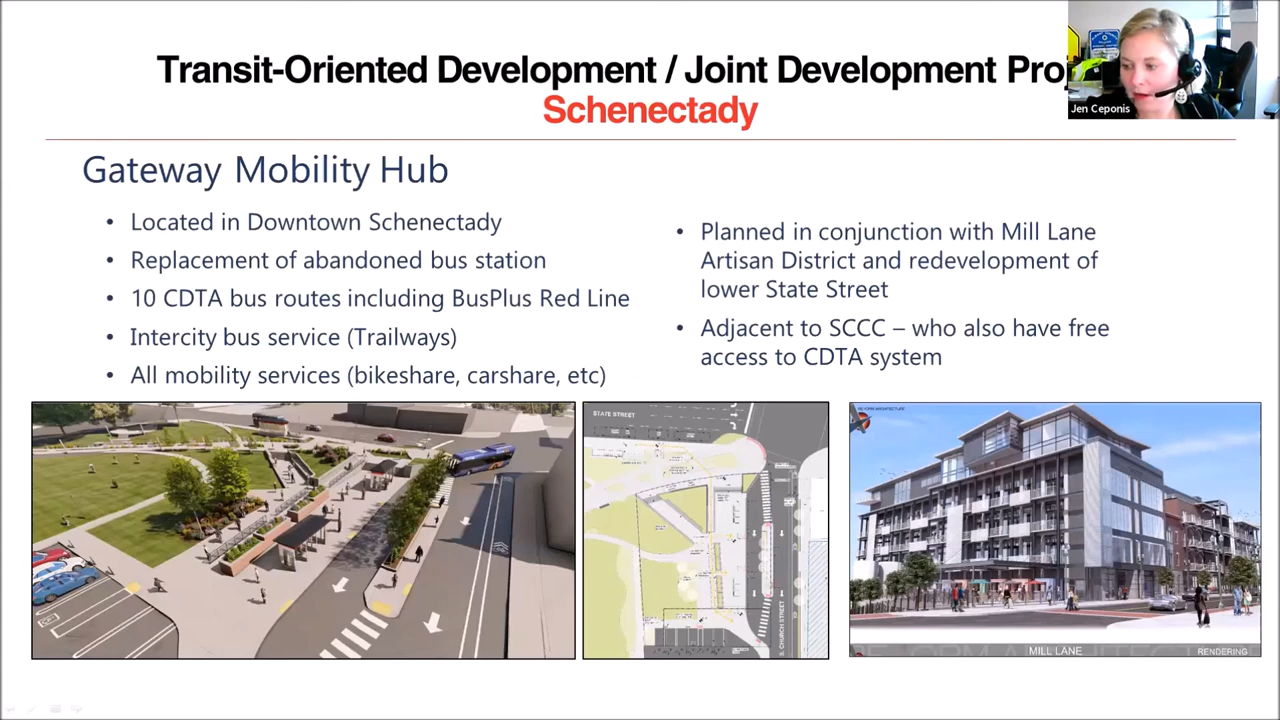 Transit-Oriented Development / Joint Development Pro
Schenectady
Jen Ceponis
Gateway Mobility Hub
• Located in Downtown Schenectady
• Replacement of abandoned bus station
• 10 CDTA bus routes including BusPlus Red Line
• Intercity bus service (Trailways)
• All mobility services (bikeshare, carshare, etc)
• Planned in conjunction with Mill Lane
Artisan District and redevelopment of
lower State Street
• Adjacent to SCCC – who also have free
access to CDTA system
STATE STREET
S. CHURCH STREET
MILL LANE
RENDERING